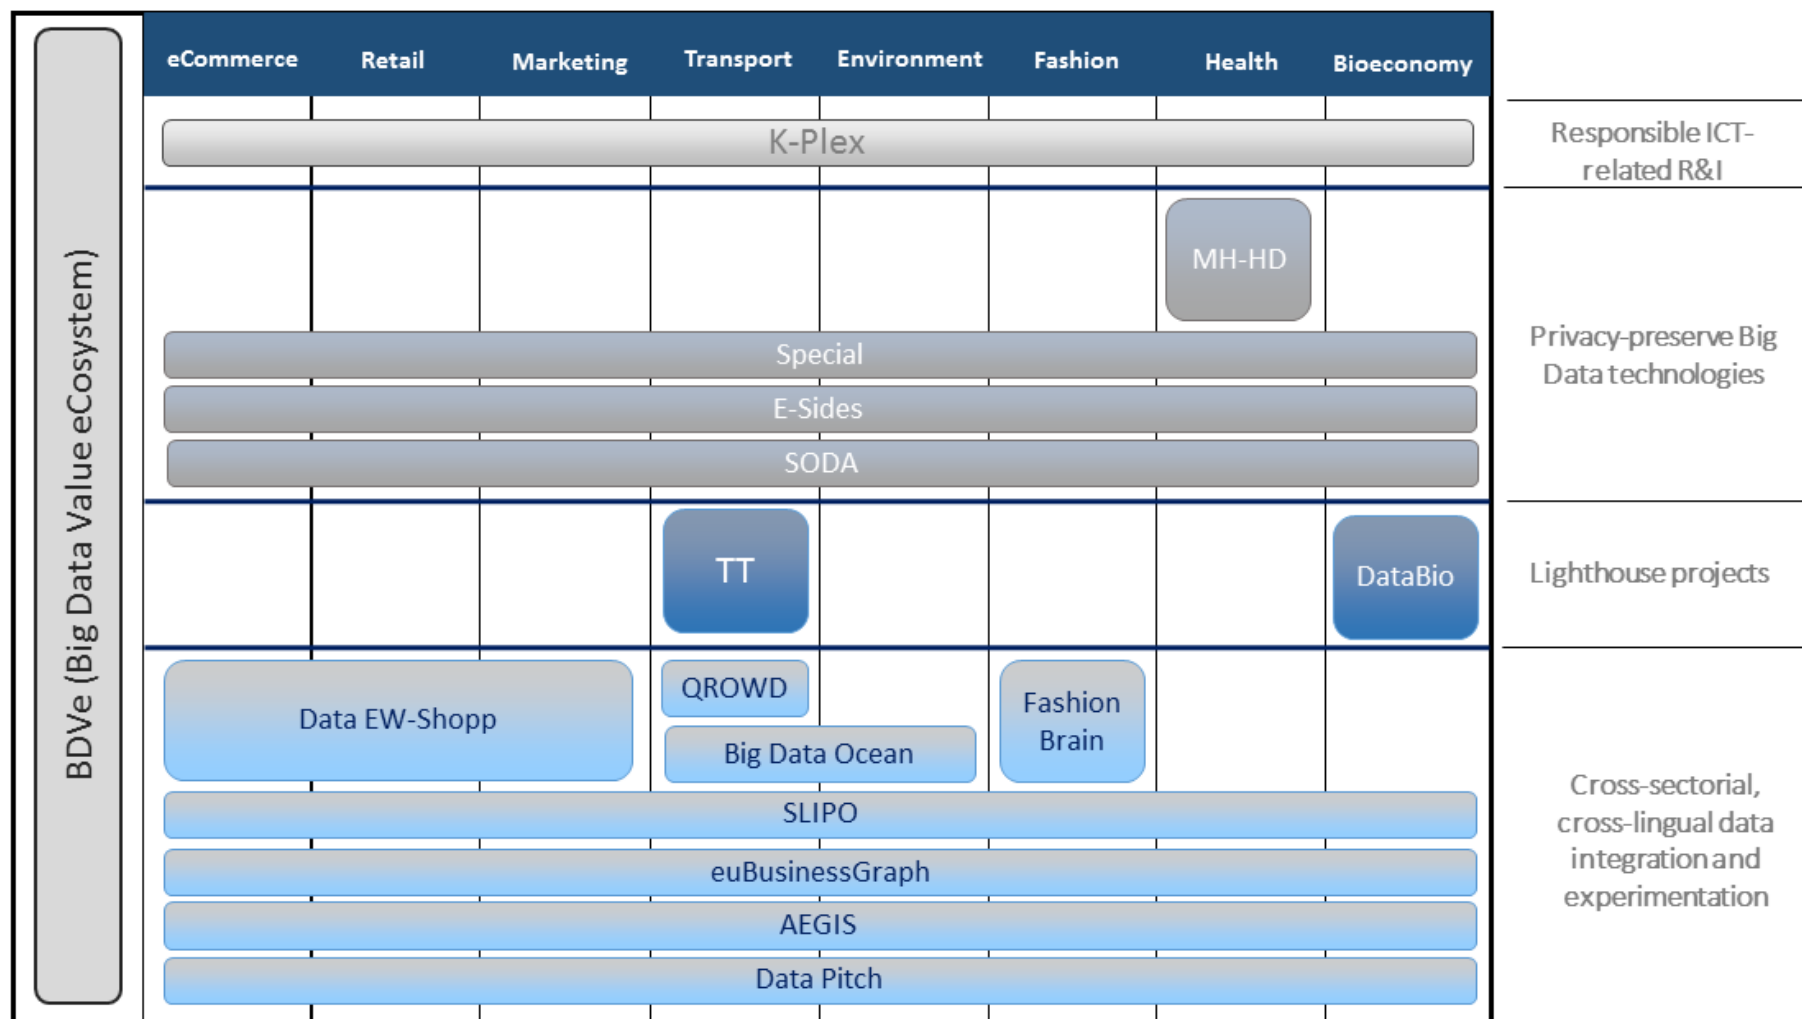 BDVe (Big Data Value eCosystem)
eCommerce Retail Marketing Transport Environment Fashion Health Bioeconomy
K-Plex
Responsible ICT-
related R&I
MH-HD
Special
E-Sides
SODA
Privacy-preserve Big
Data technologies
TT
DataBio
Lighthouse projects
Data EW-Shopp
QROWD
Big Data Ocean
Fashion
Brain
SLIPO
euBusinessGraph
AEGIS
Data Pitch
Cross-sectorial,
cross-lingual data
integration and
experimentation